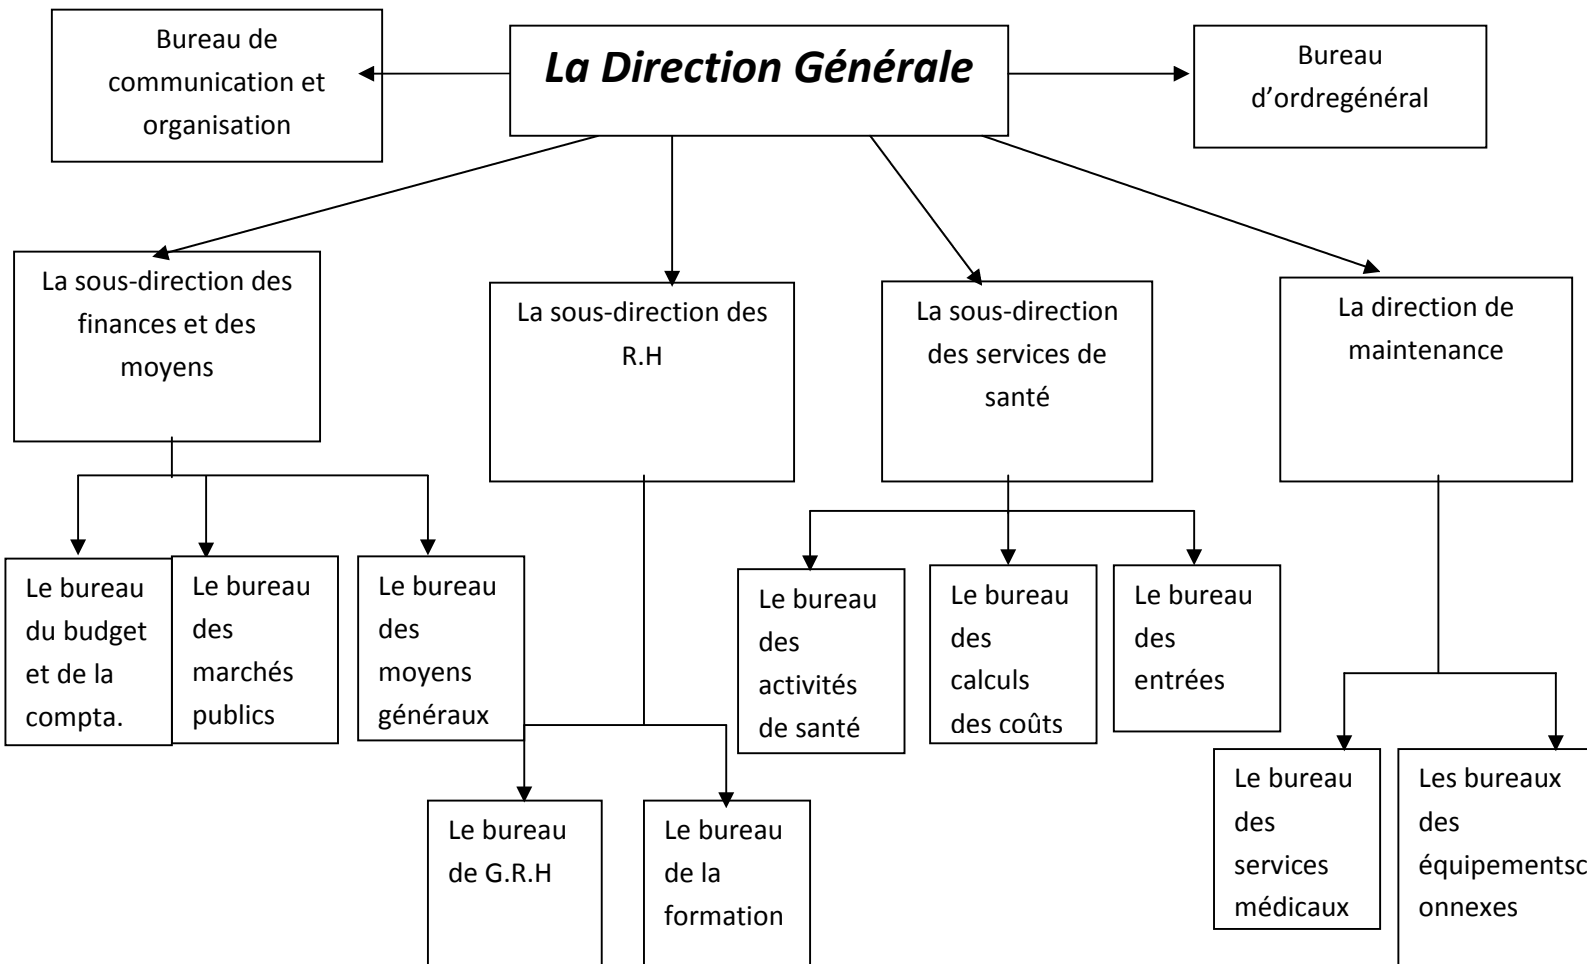 Bureau de
communication et
organisation
La Direction Générale
Bureau
d’ordregénéral
La sous-direction des
finances et des
moyens
La sous-direction des
R.H
La sous-direction
des services de
santé
La direction de
maintenance
Le bureau
du budget
et de la
compta.
Le bureau
des
marchés
publics
Le bureau
des
moyens
généraux
Le bureau
des
activités
de santé
Le bureau
des
calculs
des coûts
Le bureau
des
entrées
Le bureau
de G.R.H
Le bureau
de la
formation
Le bureau
des
services
médicaux
Les bureaux
des
équipementsc
onnexes